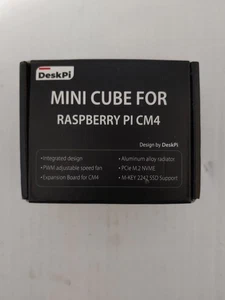 DeskPi
MINI CUBE FOR
RASPBERRY PI CM4
Design by DeskPi
•Integrated design
•PWM adjustable speed fan
•Expansion Board for CM4
•Aluminum alloy radiator
•PCIe M.2 NVME
•M-KEY 2242 SSD Support